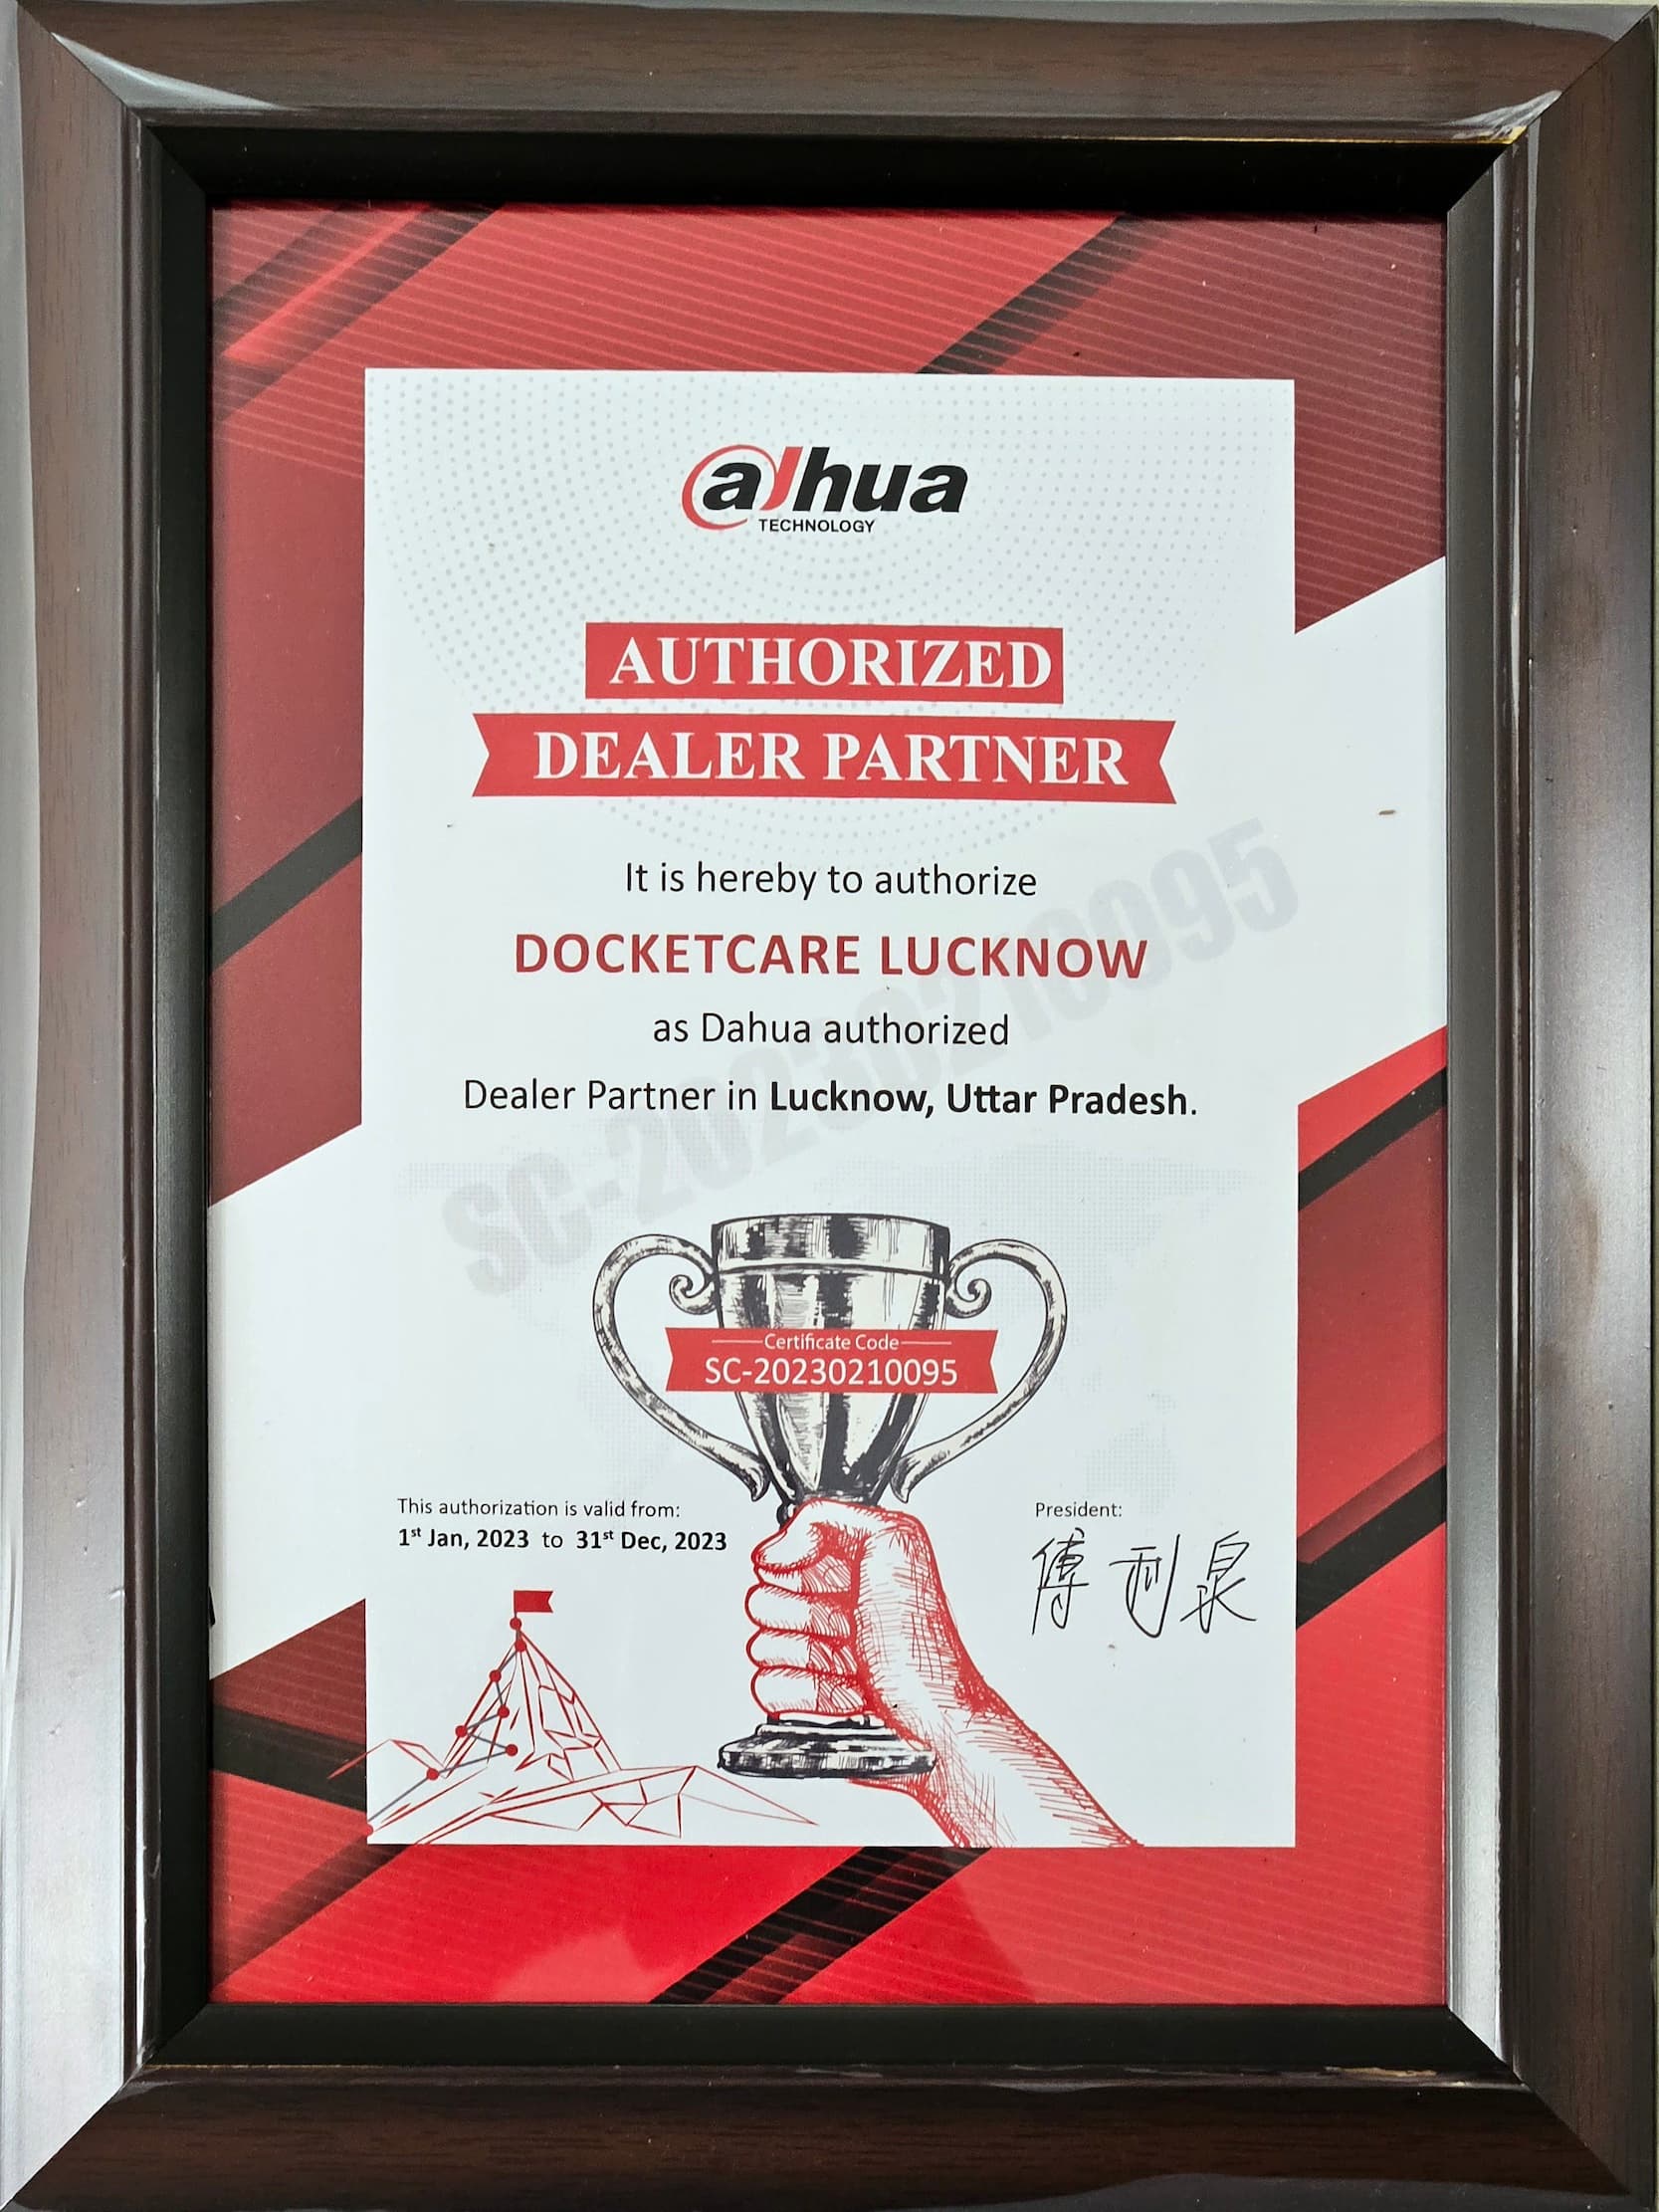 alhua
TECHNOLOGY
AUTHORIZED
DEALER PARTNER
It is hereby to authorize
DOCKETCARE LUCKNOW
as Dahua authorized
Dealer Partner in Lucknow, Uttar Pradesh.
SC-20230210095
Certificate Code
SC-20230210095
This authorization is valid from:
1st Jan, 2023 to 31st Dec, 2023
President:
傅利泉